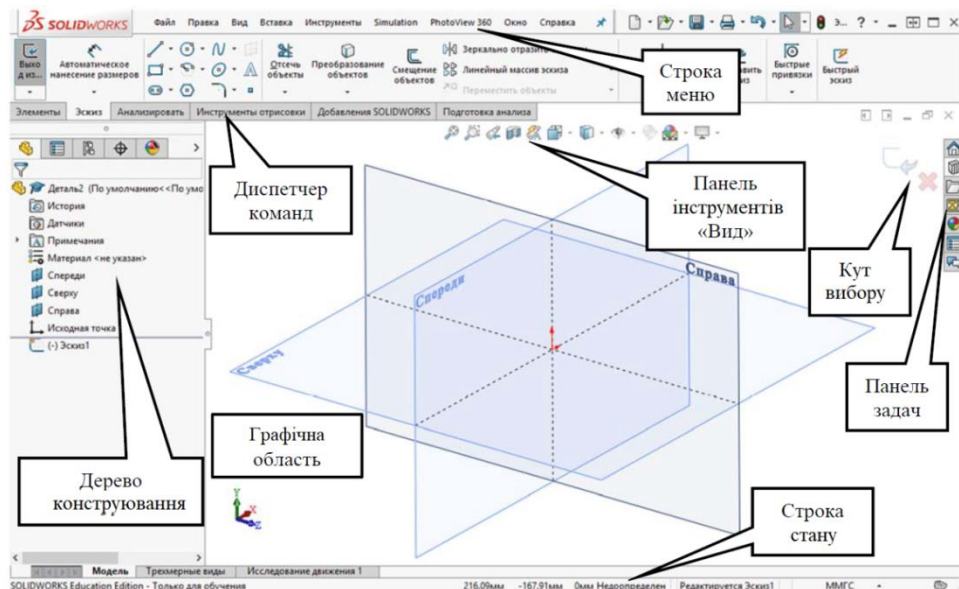 SOLIDWORKS
Файл Правка Вид Вставка Инструменты Simulation PhotoView 360 Окно Справка
Э... ?
Выхо
д из...
Автоматическое
нанесение размеров
Отсечь
объекты
Преобразование
объектов
Смещение
объектов
Зеркально отразить
Линейный массив эскиза
Переместить объекты
Быстрые
привязки
Быстрый
эскиз
Строка
меню
Элементы Эскиз Анализировать Инструменты отрисовки Добавления SOLIDWORKS Подготовка анализа
Диспетчер
команд
Панель
інструментів
«Вид»
Кут
вибору
Панель
задач
Деталь2 (По умолчанию<<По умо
История
Датчики
Примечания
Материал <не указан>
Спереди
Сверху
Справа
Исходная точка
(-) Эскиз1
Справа
Спереди
Сверху
Графічна
область
Дерево
конструювання
Строка
стану
Y
X
Z
Модель Трехмерные виды Исследование движения 1
SOLIDWORKS Education Edition - Только для обучения 216.09мм -167.91мм 0мм Недоопределен Редактируется Эскиз1 ММГС